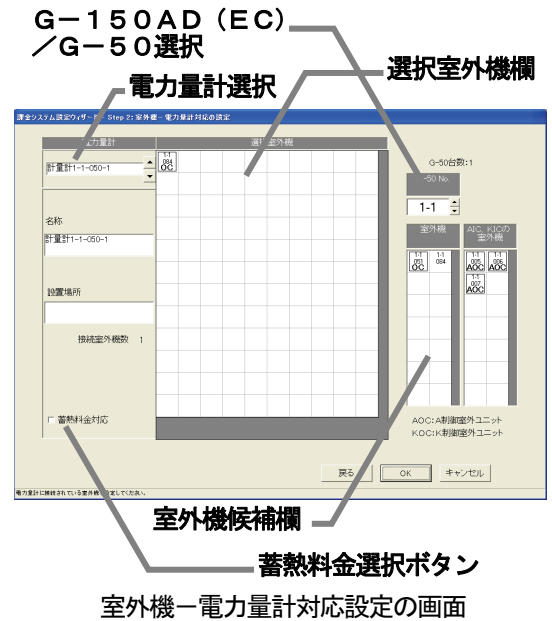 G－150AD（EC）
／G－50選択
選択室外機欄
電力量計選択
課金システム設定ウィザード - Step 2: 室外機－電力量計対応の設定
電力量計
選択室外機
計量計1-1-050-1
1-1
084
OC
G-50台数:1
-50 No.
1-1
名称
計量計1-1-050-1
室外機
AIC, KICの
室外機
1-1
051
OC
1-1
084
1-1
005
AOC
1-1
006
AOC
1-1
007
AOC
設置場所
接続室外機数 1
蓄熱料金対応
AOC:A制御室外ユニット
KOC:K制御室外ユニット
戻る
OK
キャンセル
電力量計に接続されている室外機を設定してください。
室外機候補欄
蓄熱料金選択ボタン
室外機－電力量計対応設定の画面